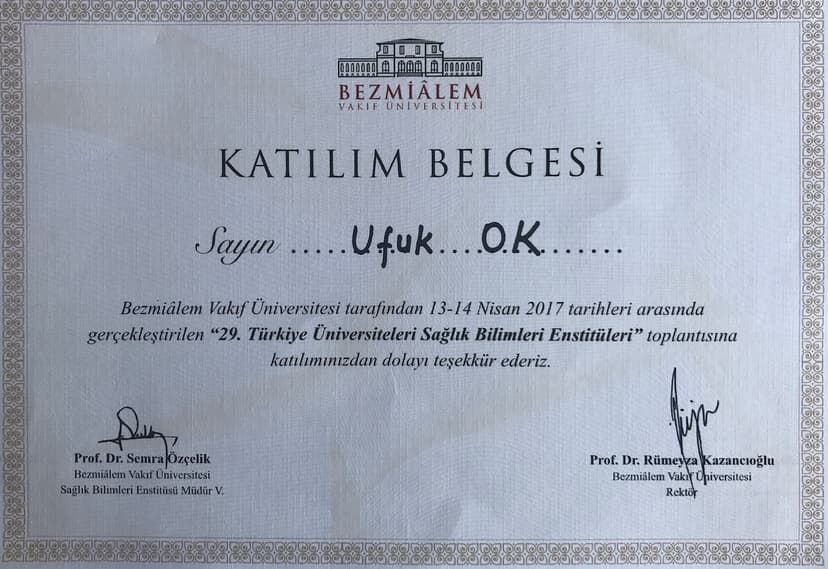 BEZMİÂLEM
VAKIF ÜNİVERSİTESİ
KATILIM BELGESİ
Sayın .....Ufuk....O.K.......
Bezmiâlem Vakıf Üniversitesi tarafından 13-14 Nisan 2017 tarihleri arasında
gerçekleştirilen “29. Türkiye Üniversiteleri Sağlık Bilimleri Enstitüleri” toplantısına
katılımınızdan dolayı teşekkür ederiz.
Prof. Dr. Semra Özçelik
Bezmiâlem Vakıf Üniversitesi
Sağlık Bilimleri Enstitüsü Müdür V.
Prof. Dr. Rümeyza Kazancıoğlu
Bezmiâlem Vakıf Üniversitesi
Rektör